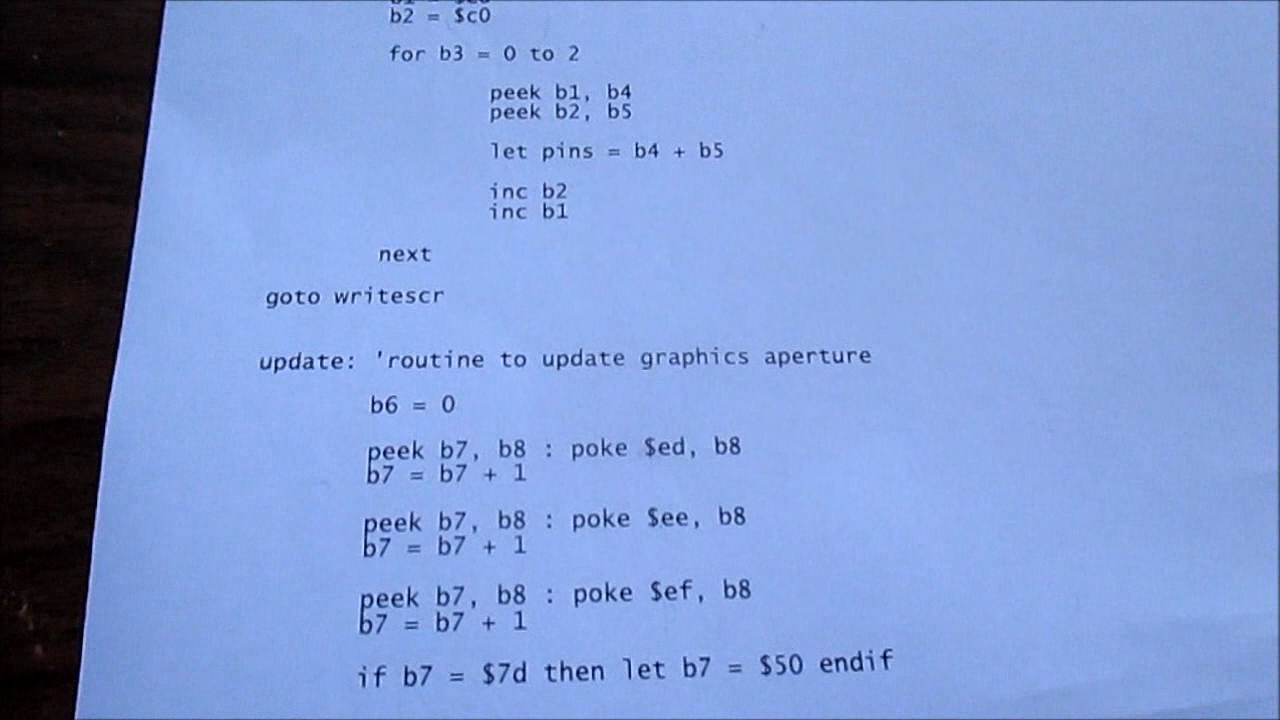 b2 = $c0
for b3 = 0 to 2
peek b1, b4
peek b2, b5
let pins = b4 + b5
inc b2
inc b1
next
goto writescr
update: 'routine to update graphics aperture
b6 = 0
peek b7, b8 : poke $ed, b8
b7 = b7 + 1
peek b7, b8 : poke $ee, b8
b7 = b7 + 1
peek b7, b8 : poke $ef, b8
b7 = b7 + 1
if b7 = $7d then let b7 = $50 endif